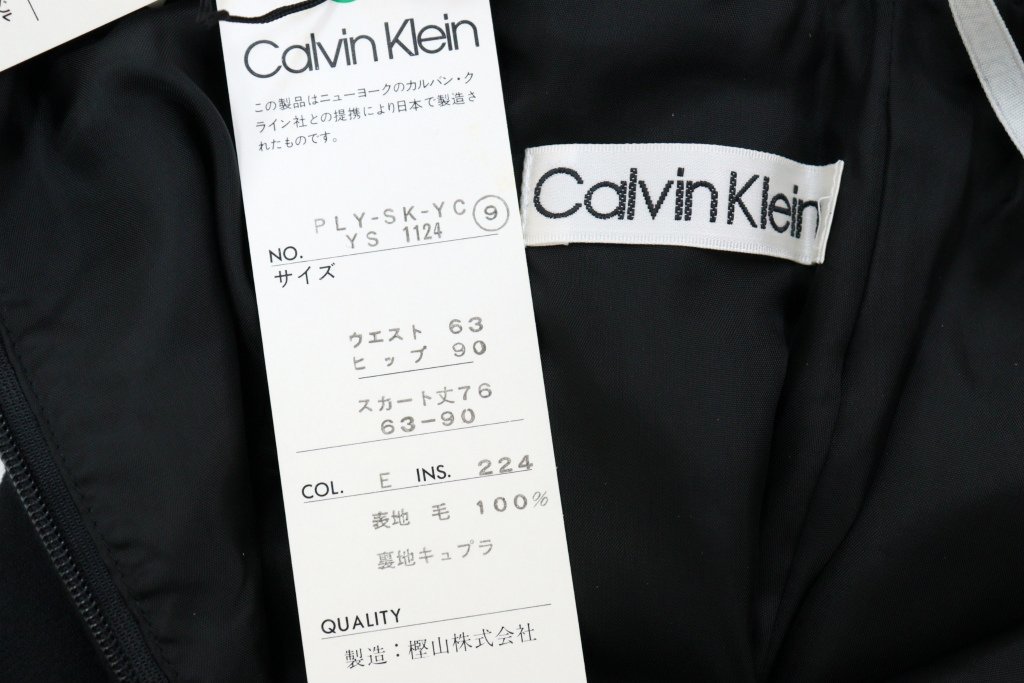 Calvin Klein
この製品はニューヨークのカルバン・ク
ライン社との提携により日本で製造さ
れたものです。
PLY-SK-YC ⑨
NO. YS 1124
サイズ
ウエスト 63
ヒップ 90
スカート丈76
63-90
COL. E INS. 224
表地 毛 100%
裏地キュプラ
QUALITY
製造：樫山株式会社
Calvin Klein